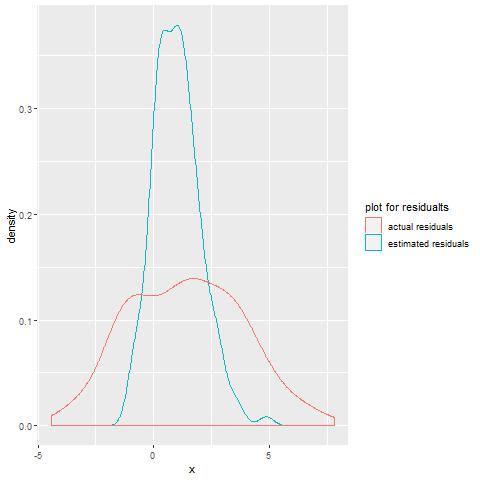 0.3
0.2
0.1
0.0
density
-5
0
5
x
plot for residualts
actual residuals
estimated residuals